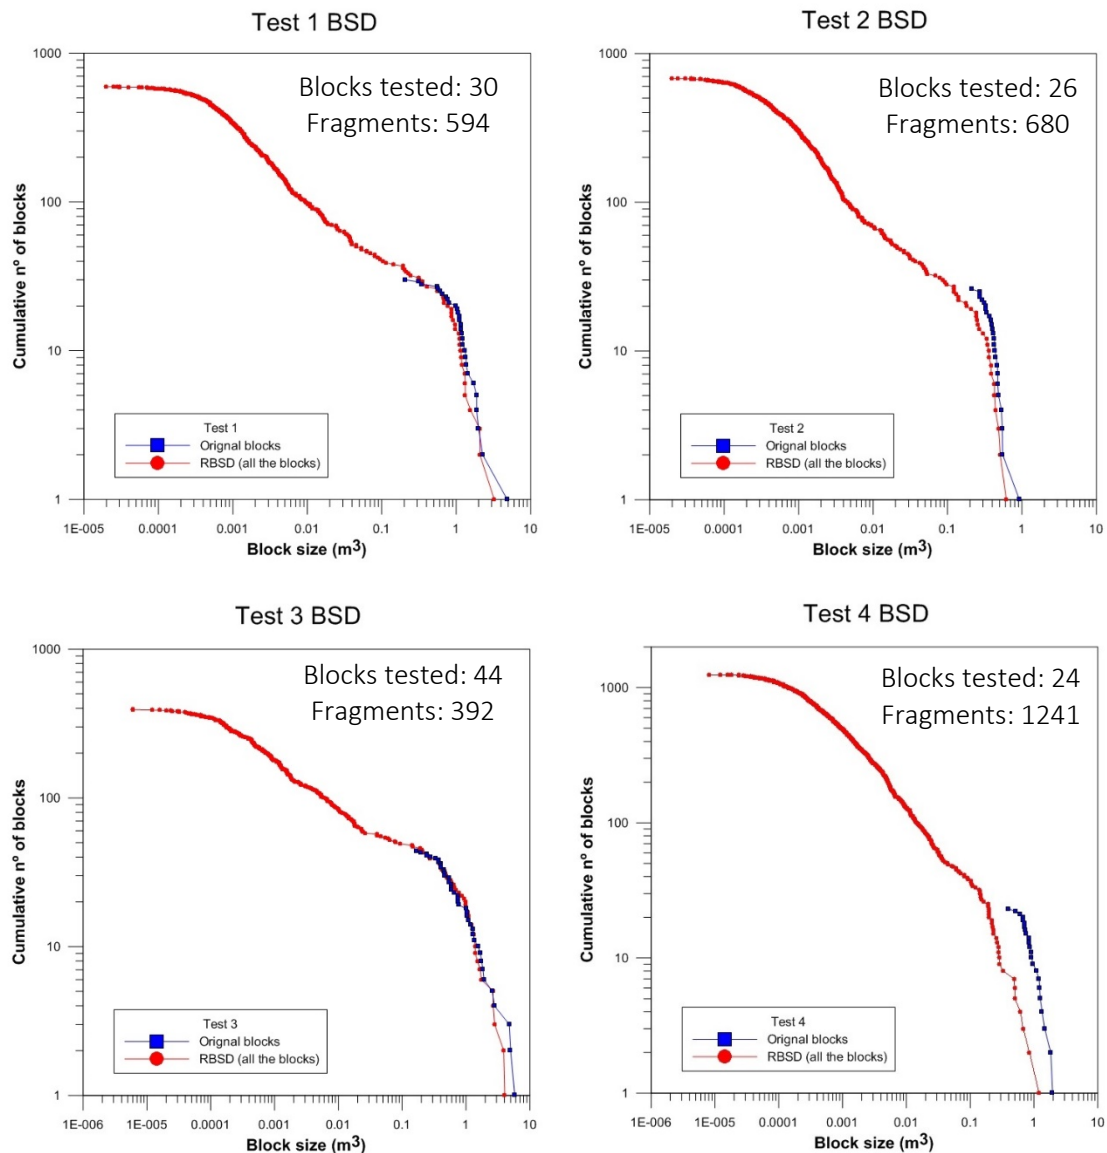 Test 1 BSD
Blocks tested: 30
Fragments: 594
Cumulative nº of blocks
1000
100
10
1
Test 1
Orignal blocks
RBSD (all the blocks)
1E-005 0.0001 0.001 0.01 0.1 1 10
Block size (m3)
Test 2 BSD
Blocks tested: 26
Fragments: 680
Cumulative nº of blocks
1000
100
10
1
Test 2
Orignal blocks
RBSD (all the blocks)
1E-005 0.0001 0.001 0.01 0.1 1 10
Block size (m3)
Test 3 BSD
Blocks tested: 44
Fragments: 392
Cumulative nº of blocks
1000
100
10
1
Test 3
Orignal blocks
RBSD (all the blocks)
1E-006 1E-005 0.0001 0.001 0.01 0.1 1 10
Block size (m3)
Test 4 BSD
Blocks tested: 24
Fragments: 1241
Cumulative nº of blocks
1000
100
10
1
Test 4
Orignal blocks
RBSD (all the blocks)
1E-006 1E-005 0.0001 0.001 0.01 0.1 1 10
Block size (m3)